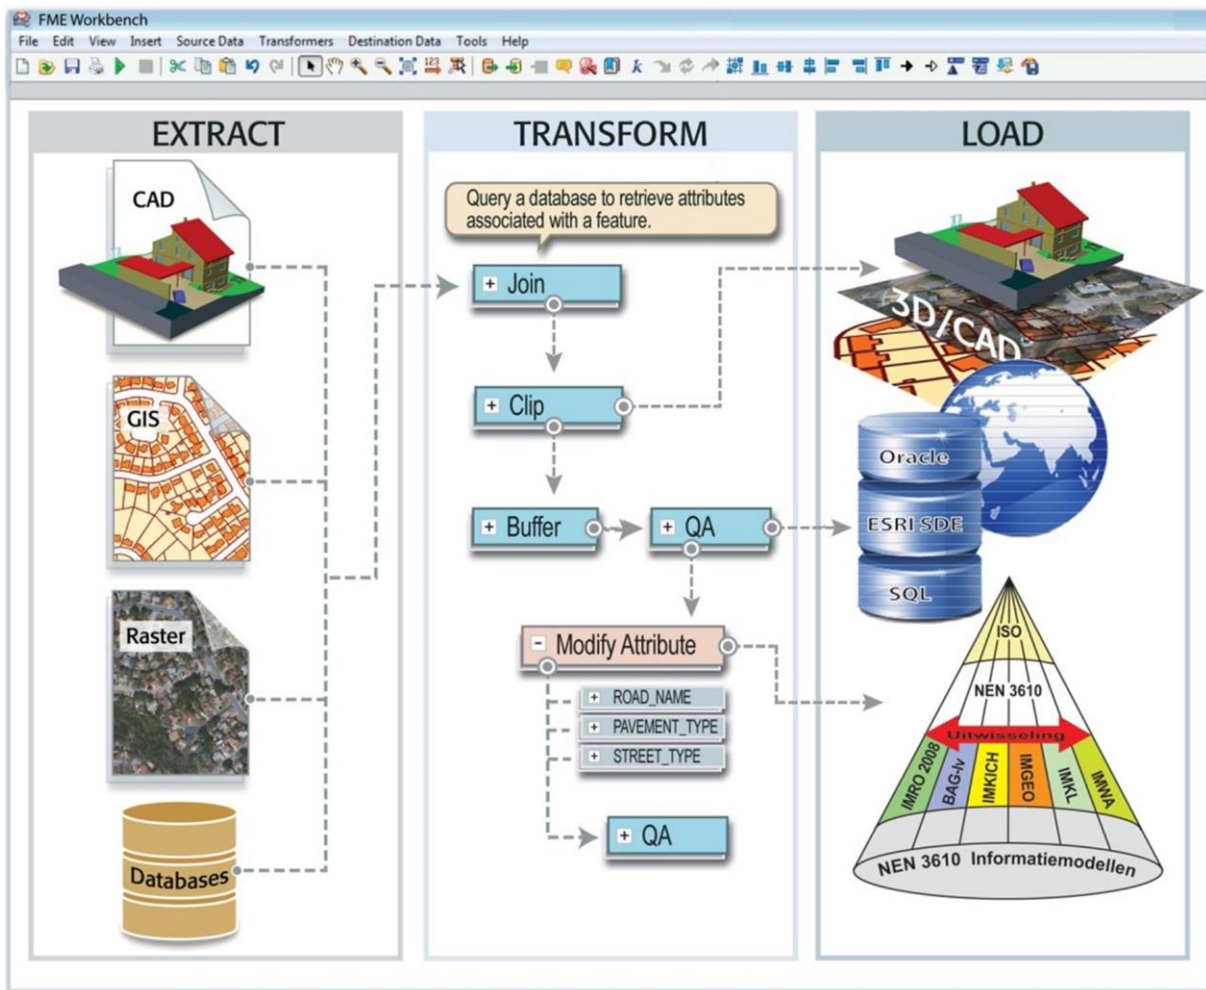 FME Workbench
File Edit View Insert Source Data Transformers Destination Data Tools Help
123
EXTRACT
CAD
GIS
Raster
Databases
TRANSFORM
Query a database to retrieve attributes
associated with a feature.
+ Join
+ Clip
+ Buffer
+ QA
- Modify Attribute
+ ROAD_NAME
+ PAVEMENT_TYPE
+ STREET_TYPE
+ QA
LOAD
3D/CAD
Oracle
ESRI SDE
SQL
ISO
NEN 3610
Uitwisseling
IMRO 2008
BAG-lv
IMKICH
IMGEO
IMKL
IMWA
NEN 3610 Informatiemodellen